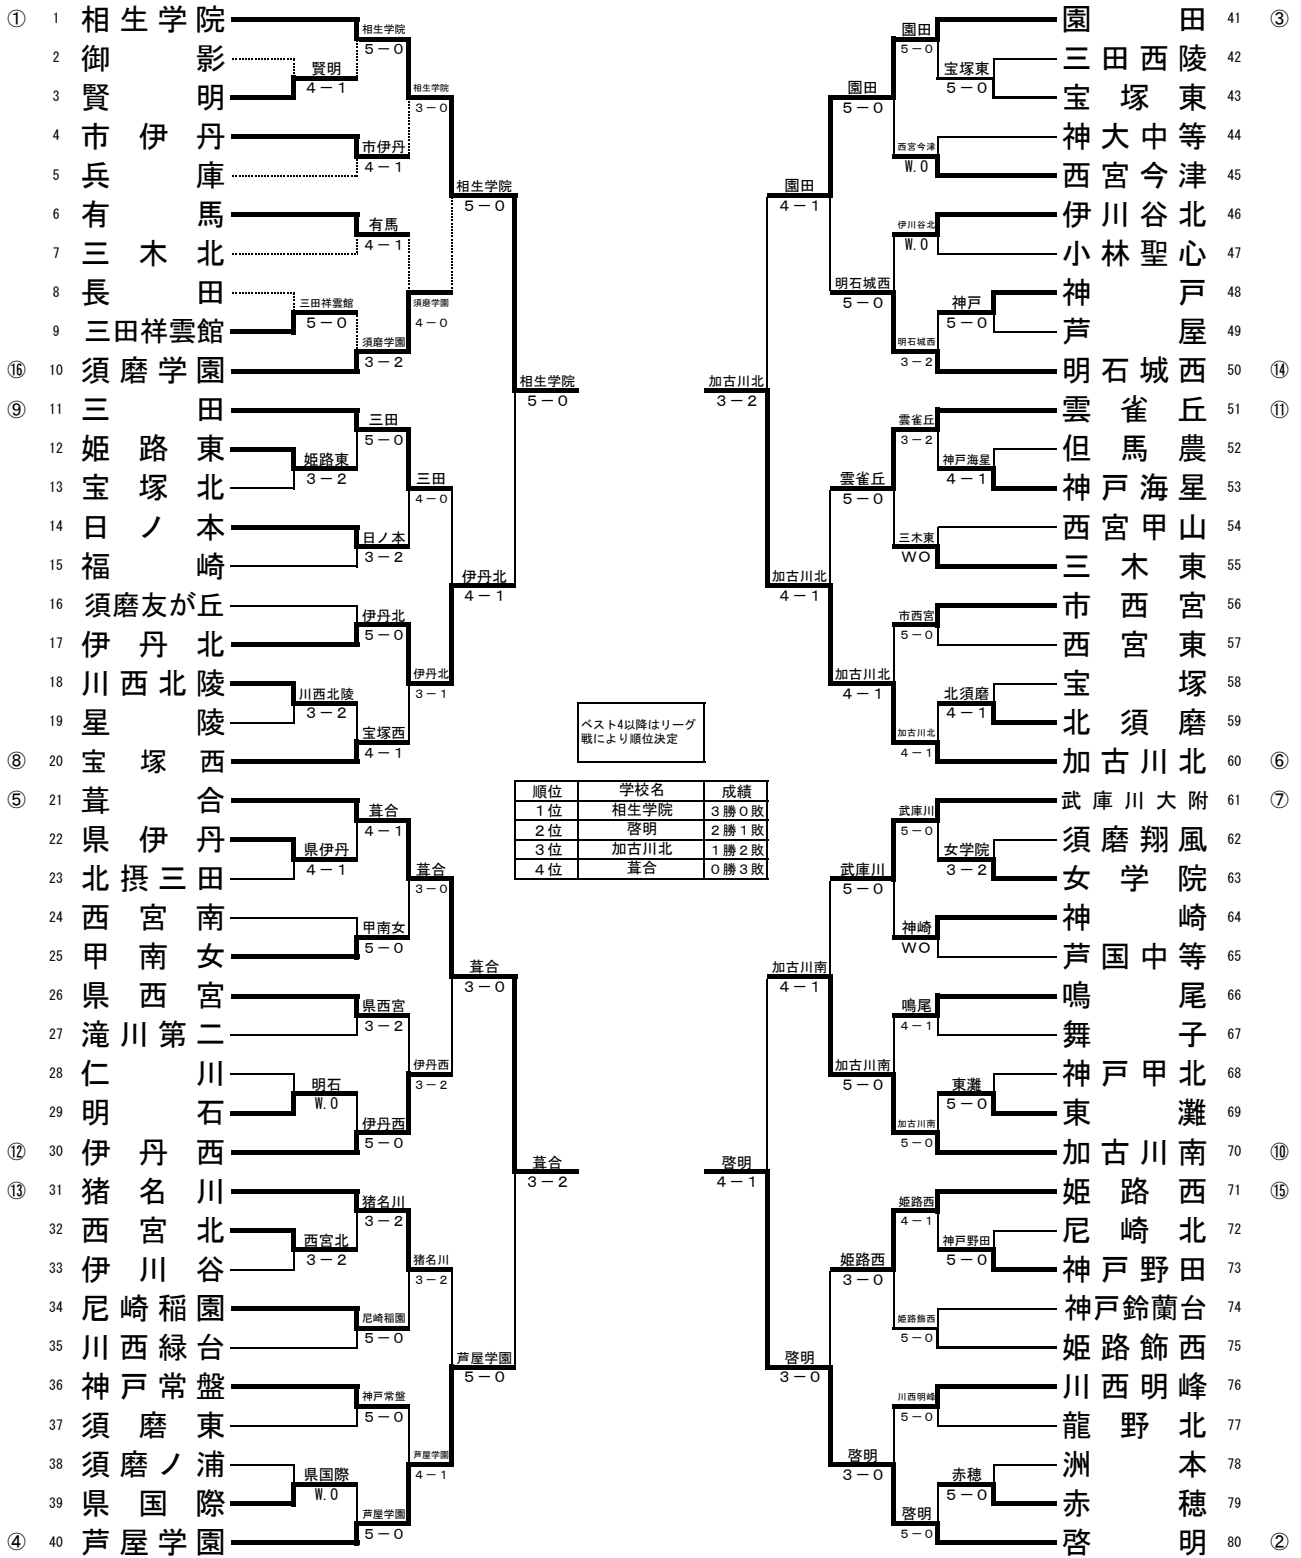 ① 1 相生学院
2 御影
3 賢明
4 市伊丹
5 兵庫
6 有馬
7 三木北
8 長田
9 三田祥雲館
⑯ 10 須磨学園
⑨ 11 三田
12 姫路東
13 宝塚北
14 日ノ本
15 福崎
16 須磨友が丘
17 伊丹北
18 川西北陵
19 星陵
⑧ 20 宝塚西
⑤ 21 葺合
22 県伊丹
23 北摂三田
24 西宮南
25 甲南女
26 県西宮
27 滝川第二
28 仁川
29 明石
⑫ 30 伊丹西
⑬ 31 猪名川
32 西宮北
33 伊川谷
34 尼崎稲園
35 川西緑台
36 神戸常盤
37 須磨東
38 須磨ノ浦
39 県国際
④ 40 芦屋学園
賢明
4－1
三田祥雲館
5－0
姫路東
3－2
川西北陵
3－2
県伊丹
4－1
明石
W.0
西宮北
3－2
県国際
W.0
相生学院
5－0
市伊丹
4－1
有馬
4－1
須磨学園
3－2
三田
5－0
日ノ本
3－2
伊丹北
5－0
宝塚西
4－1
葺合
4－1
甲南女
5－0
県西宮
3－2
伊丹西
5－0
猪名川
3－2
尼崎稲園
5－0
神戸常盤
5－0
芦屋学園
5－0
相生学院
3－0
須磨学園
4－0
三田
4－0
伊丹北
3－1
葺合
3－0
伊丹西
3－2
猪名川
3－2
芦屋学園
4－1
相生学院
5－0
伊丹北
4－1
葺合
3－0
芦屋学園
5－0
相生学院
5－0
葺合
3－2
ベスト4以降はリーグ
戦により順位決定
順位 学校名 成績
1位 相生学院 3勝0敗
2位 啓明 2勝1敗
3位 加古川北 1勝2敗
4位 葺合 0勝3敗
加古川北
3－2
啓明
4－1
園田
4－1
加古川北
4－1
加古川南
4－1
啓明
3－0
園田
5－0
明石城西
5－0
雲雀丘
5－0
加古川北
4－1
武庫川
5－0
加古川南
5－0
姫路西
3－0
啓明
3－0
園田
5－0
西宮今津
W.0
伊川谷北
W.0
明石城西
3－2
雲雀丘
3－2
三木東
WO
市西宮
5－0
加古川北
4－1
武庫川
5－0
神崎
WO
鳴尾
4－1
加古川南
5－0
姫路西
4－1
姫路飾西
5－0
川西明峰
5－0
啓明
5－0
宝塚東
5－0
神戸
5－0
神戸海星
4－1
北須磨
4－1
女学院
3－2
東灘
5－0
神戸野田
5－0
赤穂
5－0
園田 41 ③
三田西陵 42
宝塚東 43
神大中等 44
西宮今津 45
伊川谷北 46
小林聖心 47
神戸 48
芦屋 49
明石城西 50 ⑭
雲雀丘 51 ⑪
但馬農 52
神戸海星 53
西宮甲山 54
三木東 55
市西宮 56
西宮東 57
宝塚 58
北須磨 59
加古川北 60 ⑥
武庫川大附 61 ⑦
須磨翔風 62
女学院 63
神崎 64
芦国中等 65
鳴尾 66
舞子 67
神戸甲北 68
東灘 69
加古川南 70 ⑩
姫路西 71 ⑮
尼崎北 72
神戸野田 73
神戸鈴蘭台 74
姫路飾西 75
川西明峰 76
龍野北 77
洲本 78
赤穂 79
啓明 80 ②